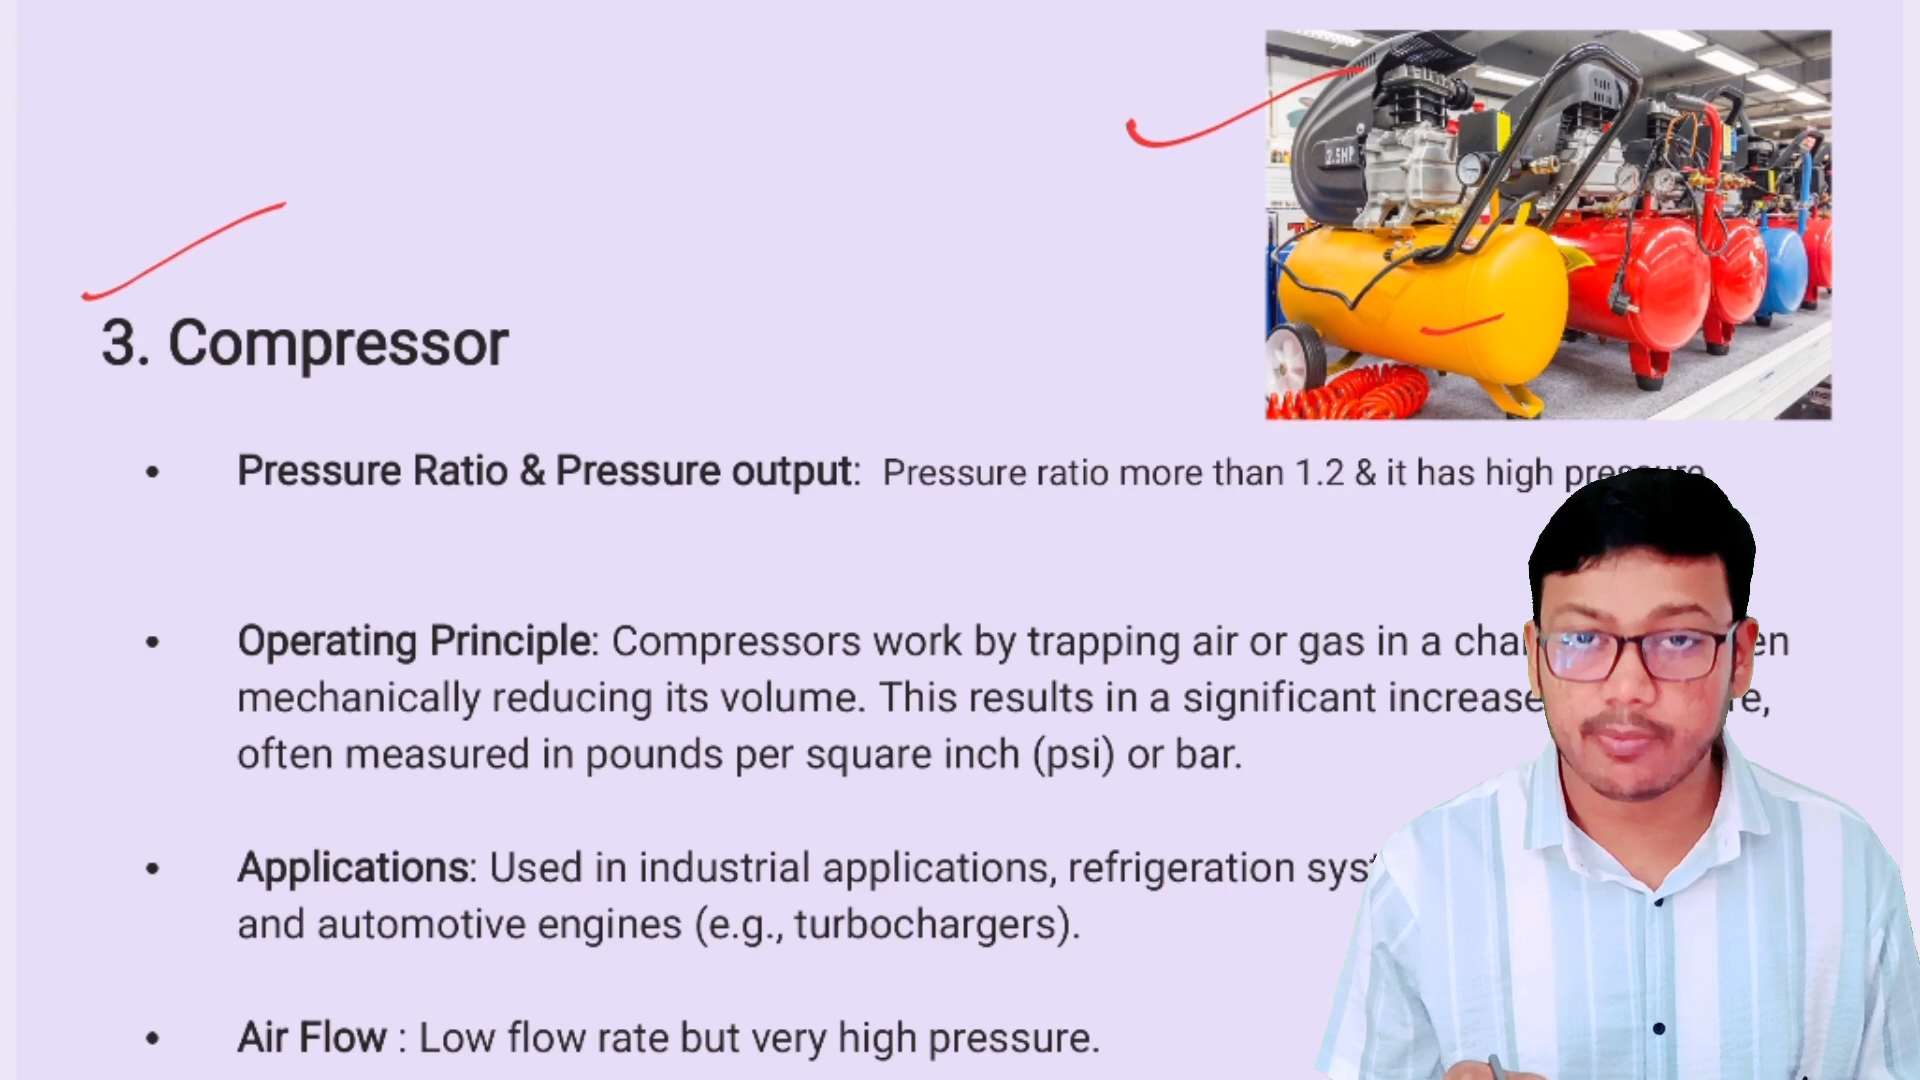 2.5HP
3. Compressor
• Pressure Ratio & Pressure output: Pressure ratio more than 1.2 & it has high
• Operating Principle: Compressors work by trapping air or gas in a
mechanically reducing its volume. This results in a significant increase
often measured in pounds per square inch (psi) or bar.
• Applications: Used in industrial applications, refrigeration
and automotive engines (e.g., turbochargers).
• Air Flow : Low flow rate but very high pressure.